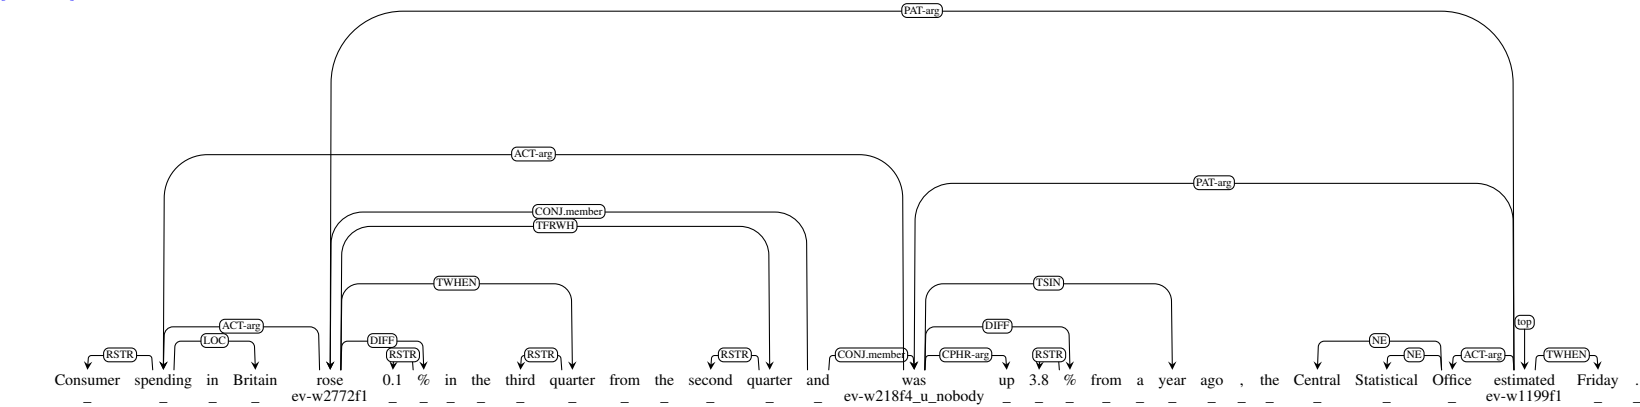 PAT-arg
ACT-arg
PAT-arg
CONJ.member
TFRWH
TWHEN
TSIN
top
ACT-arg
DIFF
LOC
DIFF
NE
RSTR
RSTR
RSTR
RSTR
CONJ.member
CPHR-arg
RSTR
NE
ACT-arg
TWHEN
Consumer spending in Britain rose 0.1 % in the third quarter from the second quarter and was up 3.8 % from a year ago , the Central Statistical Office estimated Friday .
_ _ _ _ ev-w2772f1 _ _ _ _ _ _ _ _ _ _ _ ev-w218f4_u_nobody _ _ _ _ _ _ _ _ _ _ _ _ ev-w1199f1 _ _